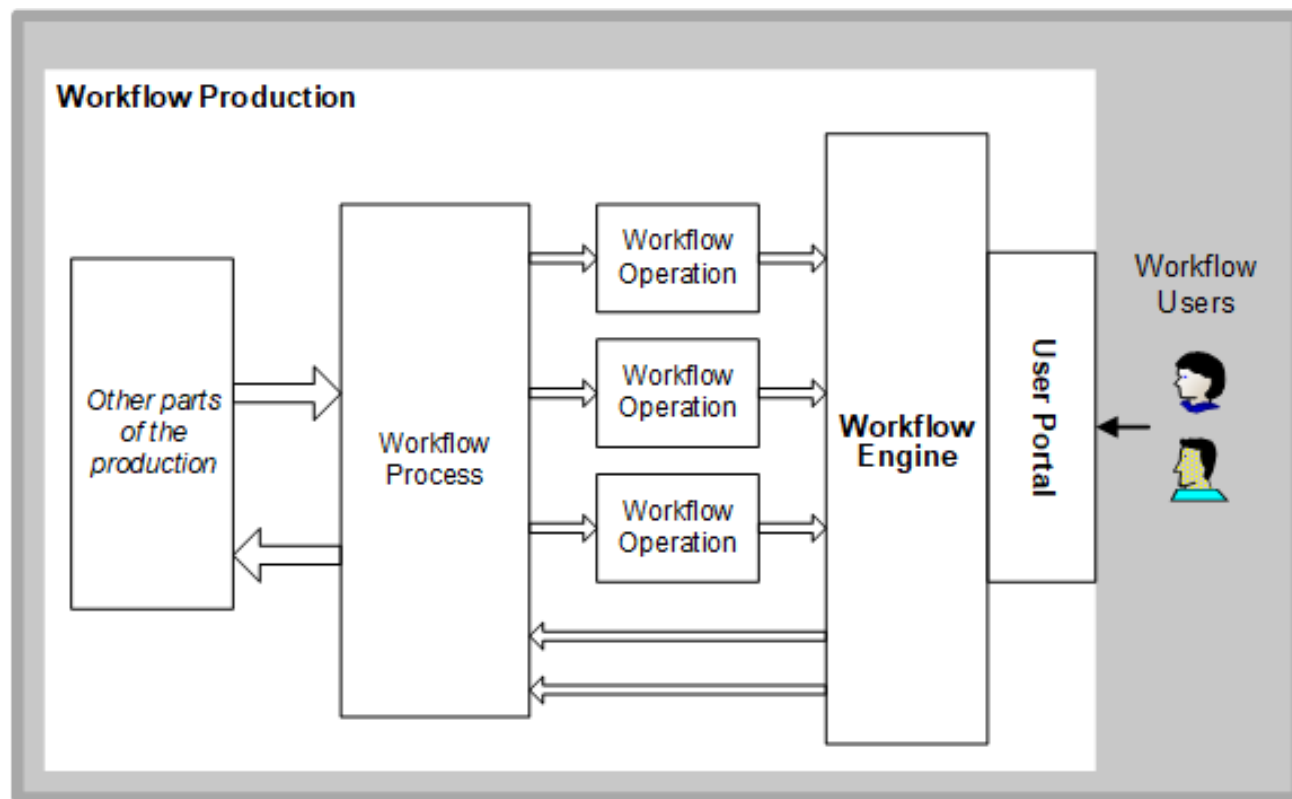 Workflow Production
Other parts
of the
production
Workflow
Process
Workflow
Operation
Workflow
Operation
Workflow
Operation
Workflow
Engine
User Portal
Workflow
Users